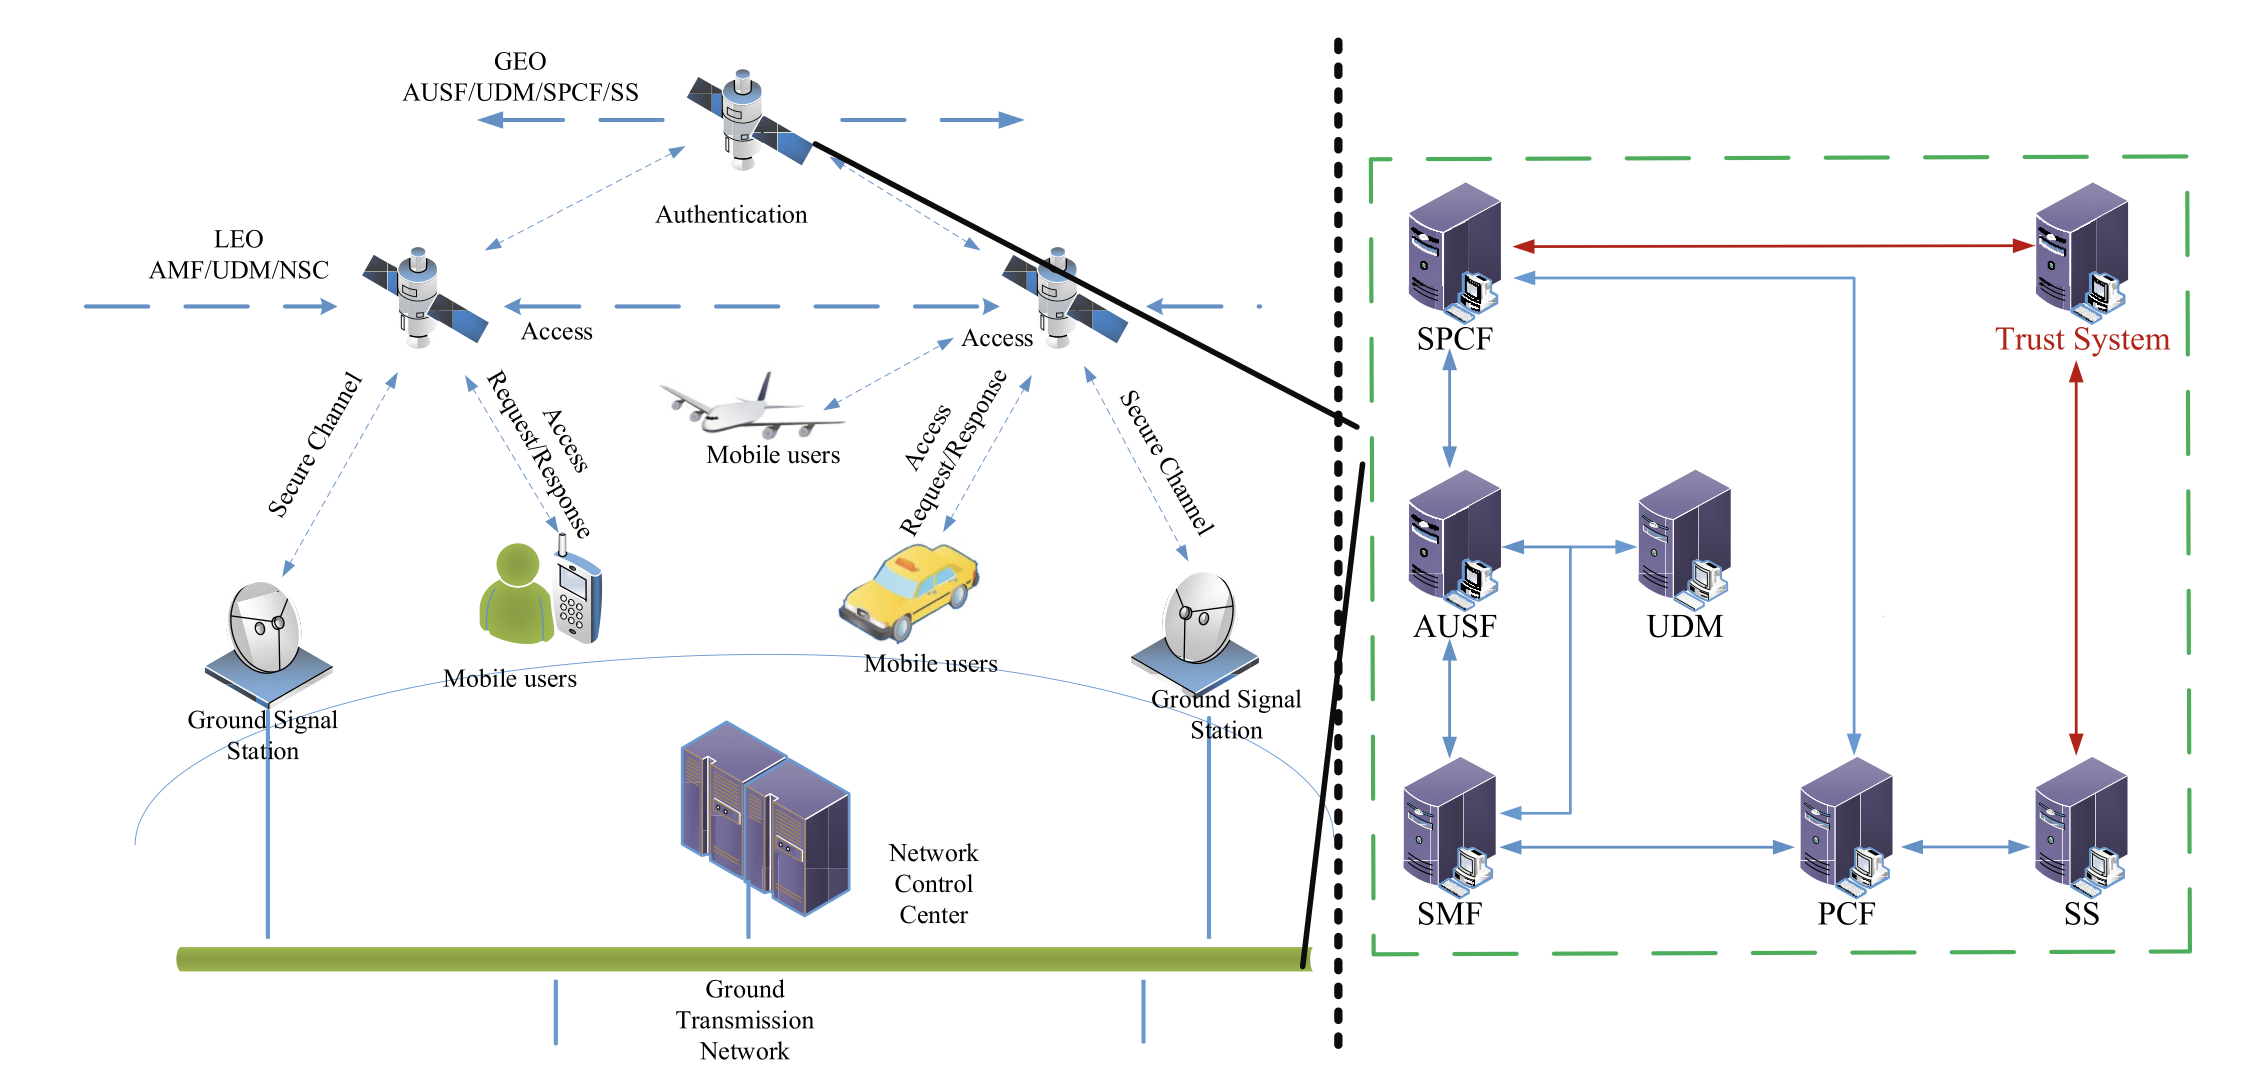 GEO
AUSF/UDM/SPCF/SS
Authentication
LEO
AMF/UDM/NSC
Access
Access
Secure Channel
Access
Request/Response
Mobile users
Access
Request/Response
Secure Channel
Mobile users
Mobile users
Ground Signal
Station
Ground Signal
Station
Network
Control
Center
Ground
Transmission
Network
SPCF
Trust System
AUSF
UDM
SMF
PCF
SS